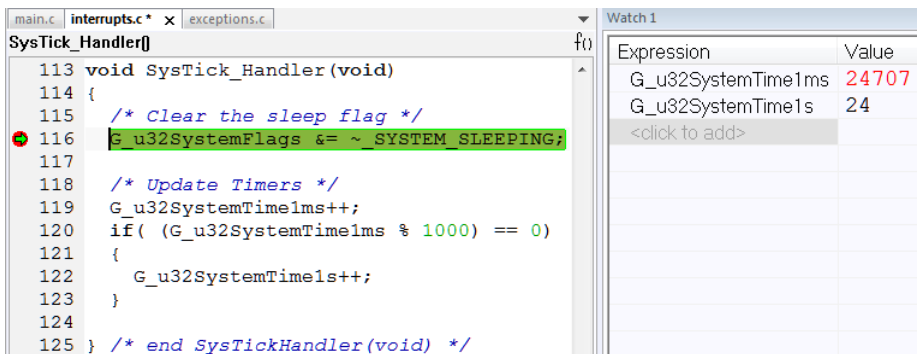 main.c interrupts.c * x exceptions.c
SysTick_Handler()
f()
113 void SysTick_Handler(void)
114 {
115 /* Clear the sleep flag */
116 G_u32SystemFlags &= ~_SYSTEM_SLEEPING;
117
118 /* Update Timers */
119 G_u32SystemTime1ms++;
120 if( (G_u32SystemTime1ms % 1000) == 0)
121 {
122 G_u32SystemTime1s++;
123 }
124
125 } /* end SysTickHandler(void) */
Watch 1
Expression Value
G_u32SystemTime1ms 24707
G_u32SystemTime1s 24
<click to add>